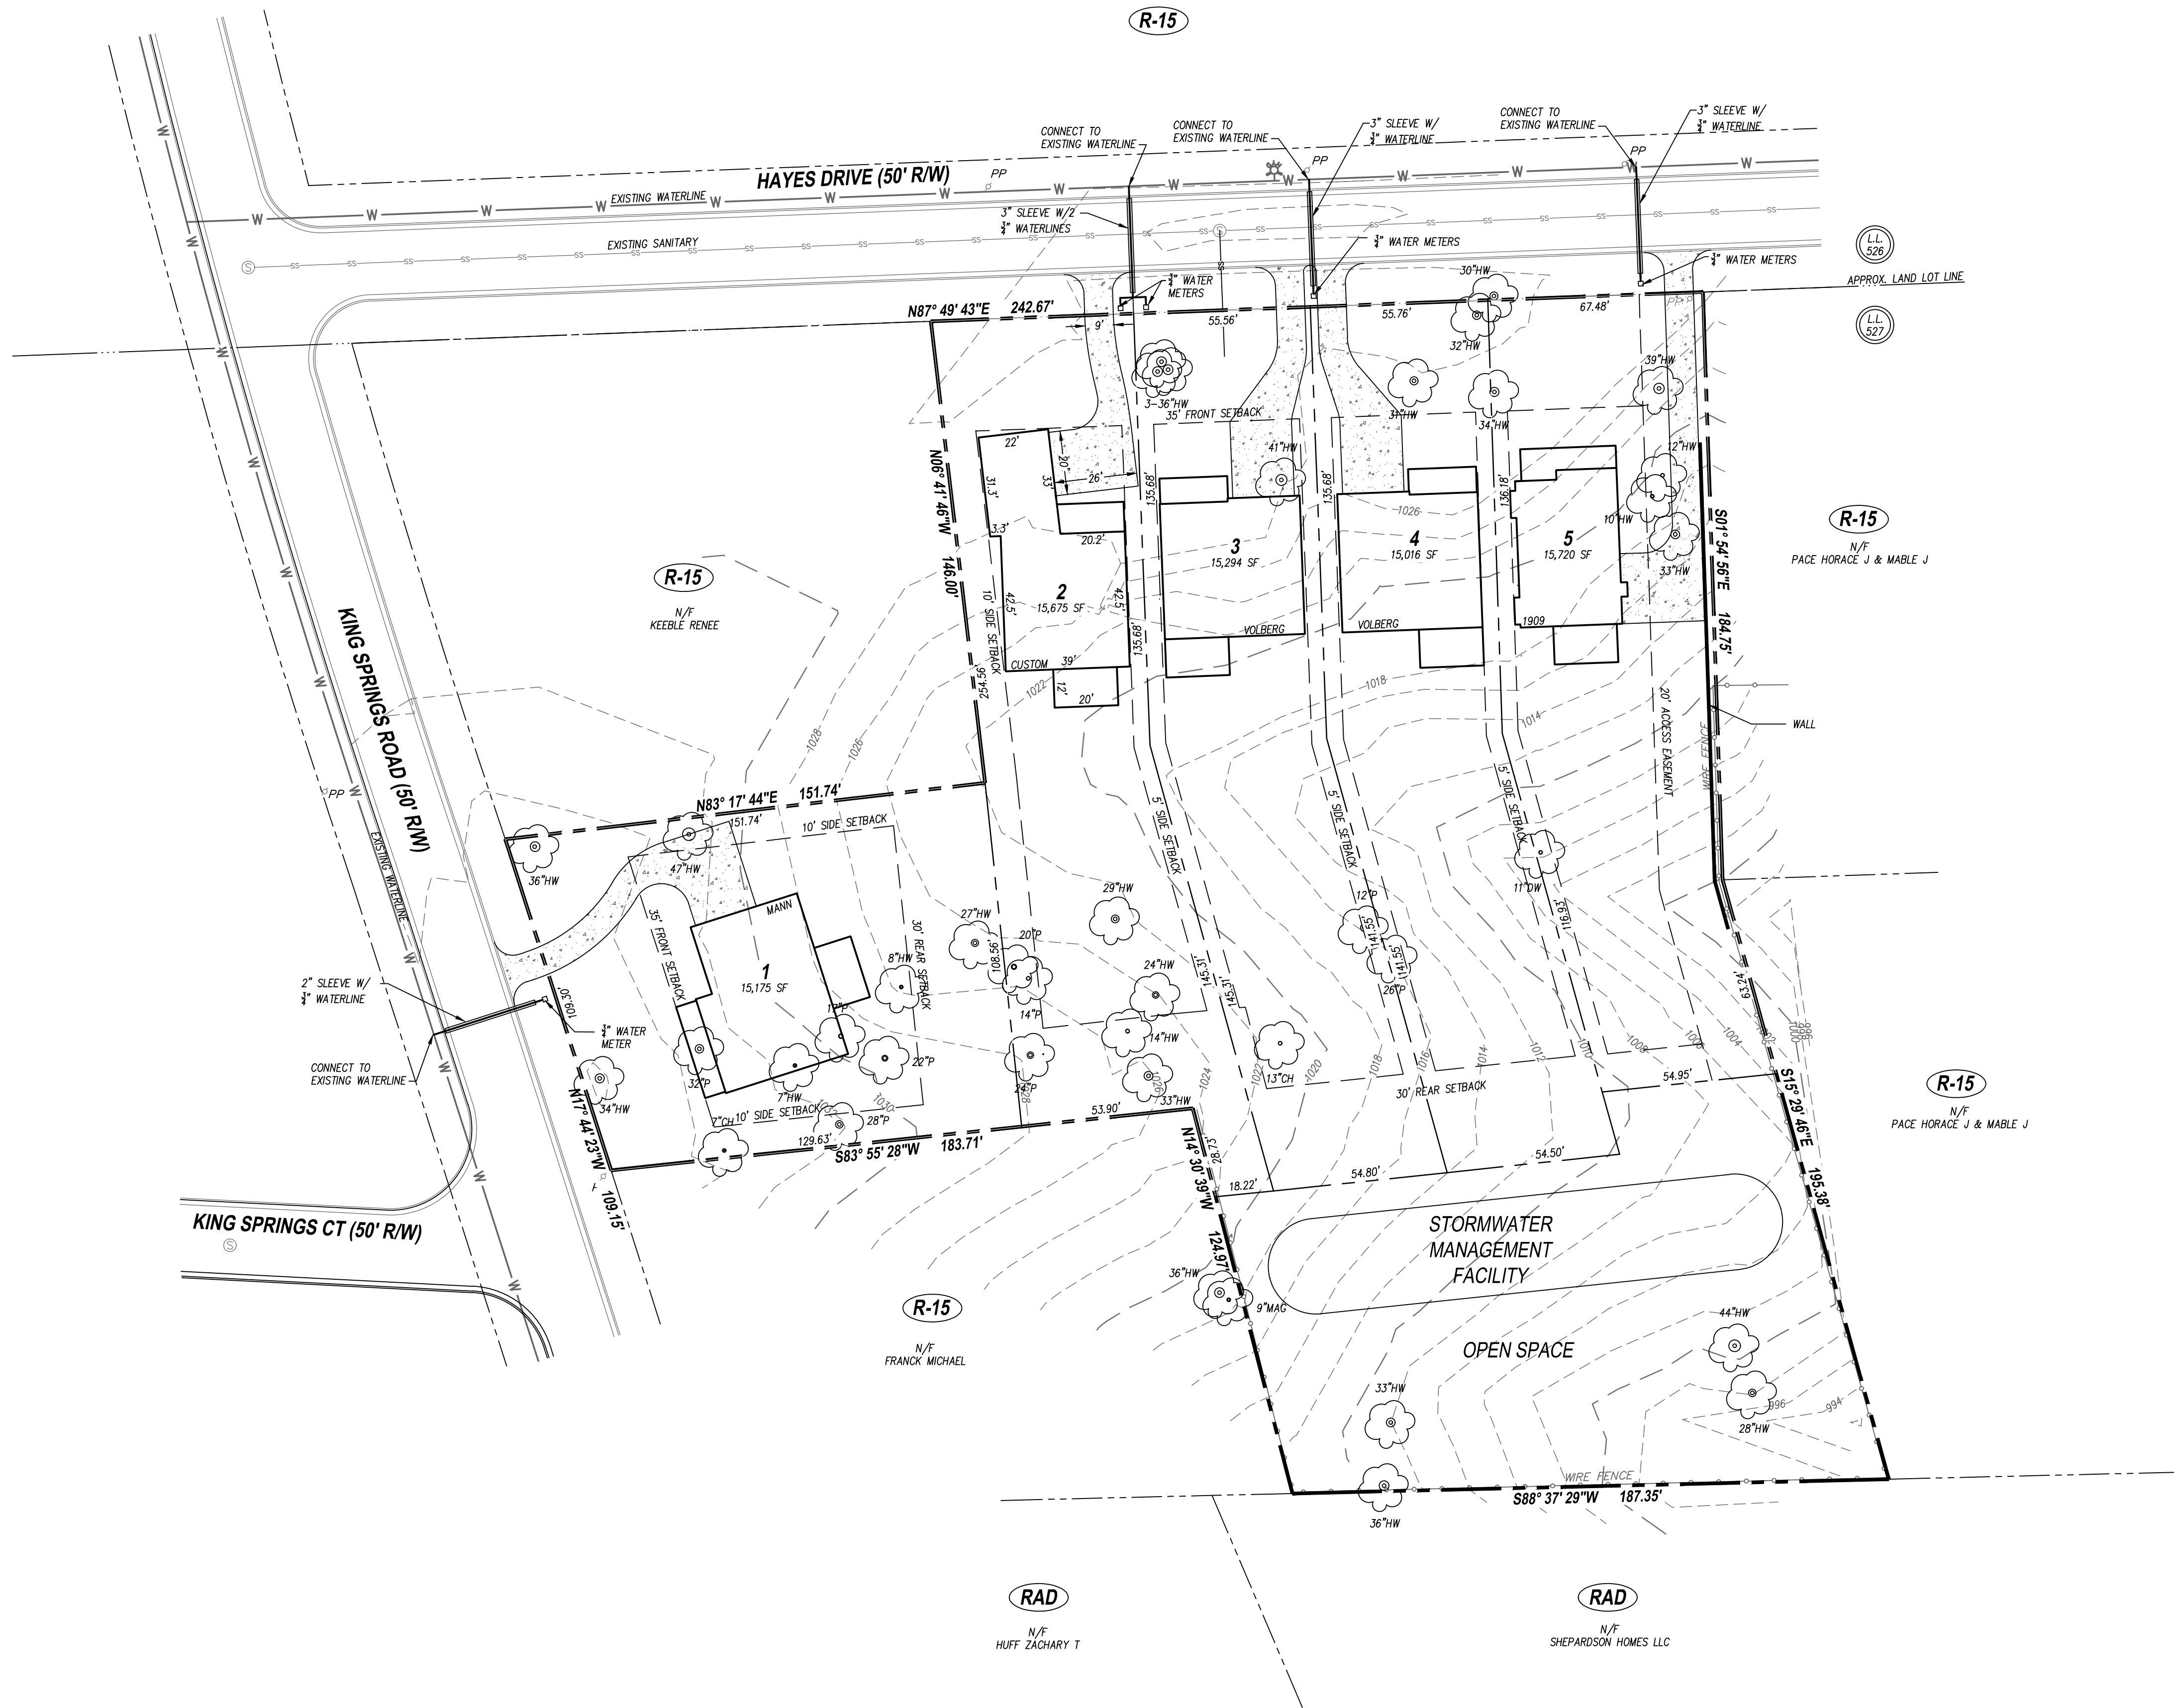 R-15
CONNECT TO
EXISTING WATERLINE
CONNECT TO
EXISTING WATERLINE
3" SLEEVE W/
¾" WATERLINE
CONNECT TO
EXISTING WATERLINE
3" SLEEVE W/
¾" WATERLINE
HAYES DRIVE (50' R/W)
PP
PP
PP
EXISTING WATERLINE
3" SLEEVE W/2
¾" WATERLINES
EXISTING SANITARY
¾" WATER METERS
¾" WATER METERS
¾" WATER
METERS
L.L.
526
APPROX. LAND LOT LINE
L.L.
527
N87° 49' 43"E 242.67'
9'
55.56'
55.76'
67.48'
PP
30"HW
32"HW
39"HW
3-36"HW
35' FRONT SETBACK
31"HW
34"HW
41"HW
12"HW
10"HW
33"HW
22'
20'
26'
33'
31.3'
3.3'
20.2'
42.5'
42.5'
N06° 41' 46"W 146.00'
10' SIDE SETBACK
254.56'
135.68'
135.68'
135.68'
136.18'
2
15,675 SF
CUSTOM
39'
12'
20'
3
15,294 SF
VOLBERG
4
15,016 SF
VOLBERG
5
15,720 SF
1909
1026
1022
1018
1014
1028
1026
S01° 54' 56"E 184.75'
R-15
N/F
PACE HORACE J & MABLE J
R-15
N/F
KEEBLE RENEE
WALL
WIRE FENCE
20' ACCESS EASEMENT
5' SIDE SETBACK
5' SIDE SETBACK
5' SIDE SETBACK
KING SPRINGS ROAD (50' R/W)
PP
EXISTING WATERLINE
N83° 17' 44"E 151.74'
151.74'
10' SIDE SETBACK
36"HW
47"HW
35' FRONT SETBACK
MANN
1
15,175 SF
30' REAR SETBACK
8"HW
27"HW
29"HW
20"P
108.56'
24"HW
14"P
14"HW
12"P
141.55'
141.55'
26"P
11"DW
116.93'
145.31'
145.31'
63.24'
2" SLEEVE W/
¾" WATERLINE
¾" WATER
METER
109.30'
CONNECT TO
EXISTING WATERLINE
34"HW
32"P
7"HW
22"P
24"P
13"CH
33"HW
7"CH
10' SIDE SETBACK
28"P
1032
1030
1028
1026
1024
1022
1020
1018
1016
1014
1012
1010
1008
1004
1000
998
30' REAR SETBACK
54.95'
N17° 44' 23"W 109.15'
129.63'
S83° 55' 28"W 183.71'
53.90'
28.73'
N14° 30' 39"W 124.97'
18.22'
54.80'
54.50'
S15° 29' 46"E 195.38'
R-15
N/F
PACE HORACE J & MABLE J
KING SPRINGS CT (50' R/W)
STORMWATER
MANAGEMENT
FACILITY
OPEN SPACE
36"HW
9"MAG
44"HW
28"HW
33"HW
36"HW
996
994
R-15
N/F
FRANCK MICHAEL
WIRE FENCE
S88° 37' 29"W 187.35'
RAD
N/F
HUFF ZACHARY T
RAD
N/F
SHEPARDSON HOMES LLC